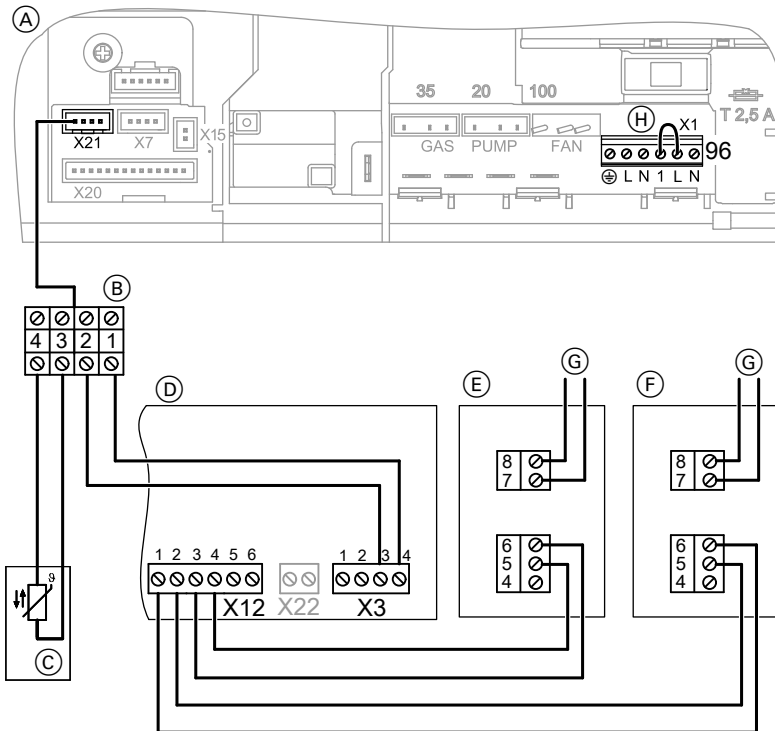 A
35 20 100
H
X1
T 2,5 A
X21
X7
X15
GAS PUMP FAN
96
L N 1 L N
X20
B
4 3 2 1
D
E
G
F
G
8
7
8
7
6
5
4
6
5
4
1 2 3 4 5 6
1 2 3 4
X12
X22
X3
ϑ
C